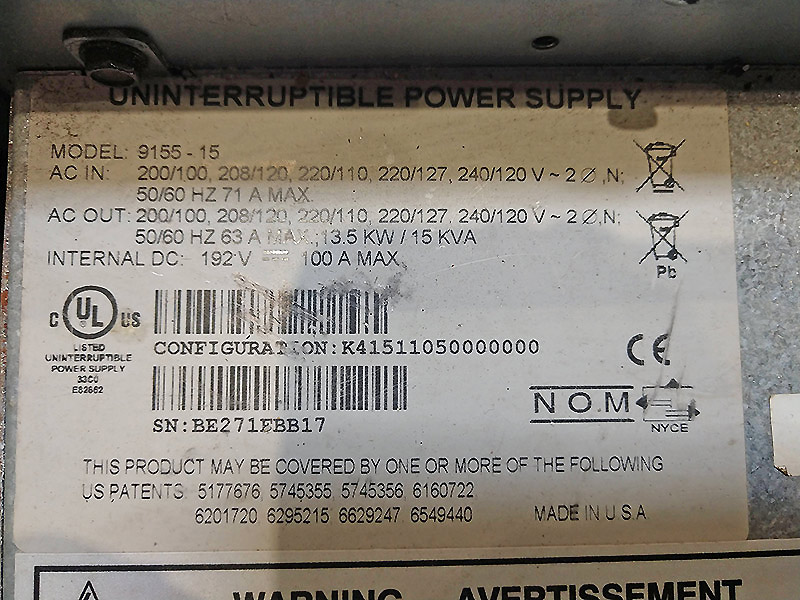 UNINTERRUPTIBLE POWER SUPPLY
MODEL: 9155 - 15
AC IN: 200/100, 208/120, 220/110, 220/127, 240/120 V ~ 2 Ø ,N;
50/60 HZ 71 A MAX.
AC OUT: 200/100, 208/120, 220/110, 220/127, 240/120 V ~ 2 Ø,N;
50/60 HZ 63 A MAX.;13.5 KW / 15 KVA
INTERNAL DC: 192 V ⎓ 100 A MAX
Pb
C UL US
LISTED
UNINTERRUPTIBLE
POWER SUPPLY
33C0
E82662
CONFIGURATION:K41511050000000
CE
SN:BE271EBB17
NOM
NYCE
THIS PRODUCT MAY BE COVERED BY ONE OR MORE OF THE FOLLOWING
US PATENTS 5177676 5745355 5745356 6160722
6201720 6295215 6629247 6549440 MADE IN U S A
WARNING AVERTISSEMENT